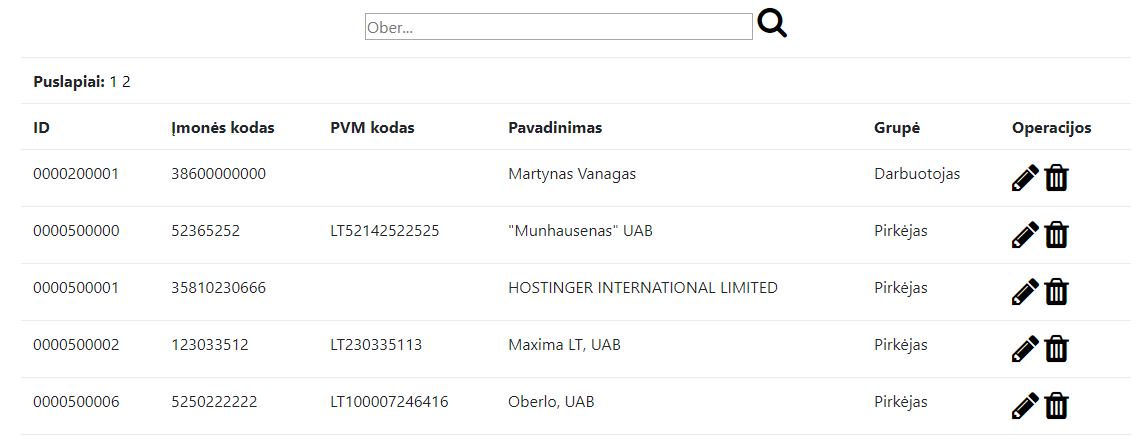 Ober...
Puslapiai: 1 2
ID Įmonės kodas PVM kodas Pavadinimas Grupė Operacijos
0000200001 38600000000 Martynas Vanagas Darbuotojas
0000500000 52365252 LT52142522525 "Munhausenas" UAB Pirkėjas
0000500001 35810230666 HOSTINGER INTERNATIONAL LIMITED Pirkėjas
0000500002 123033512 LT230335113 Maxima LT, UAB Pirkėjas
0000500006 5250222222 LT100007246416 Oberlo, UAB Pirkėjas